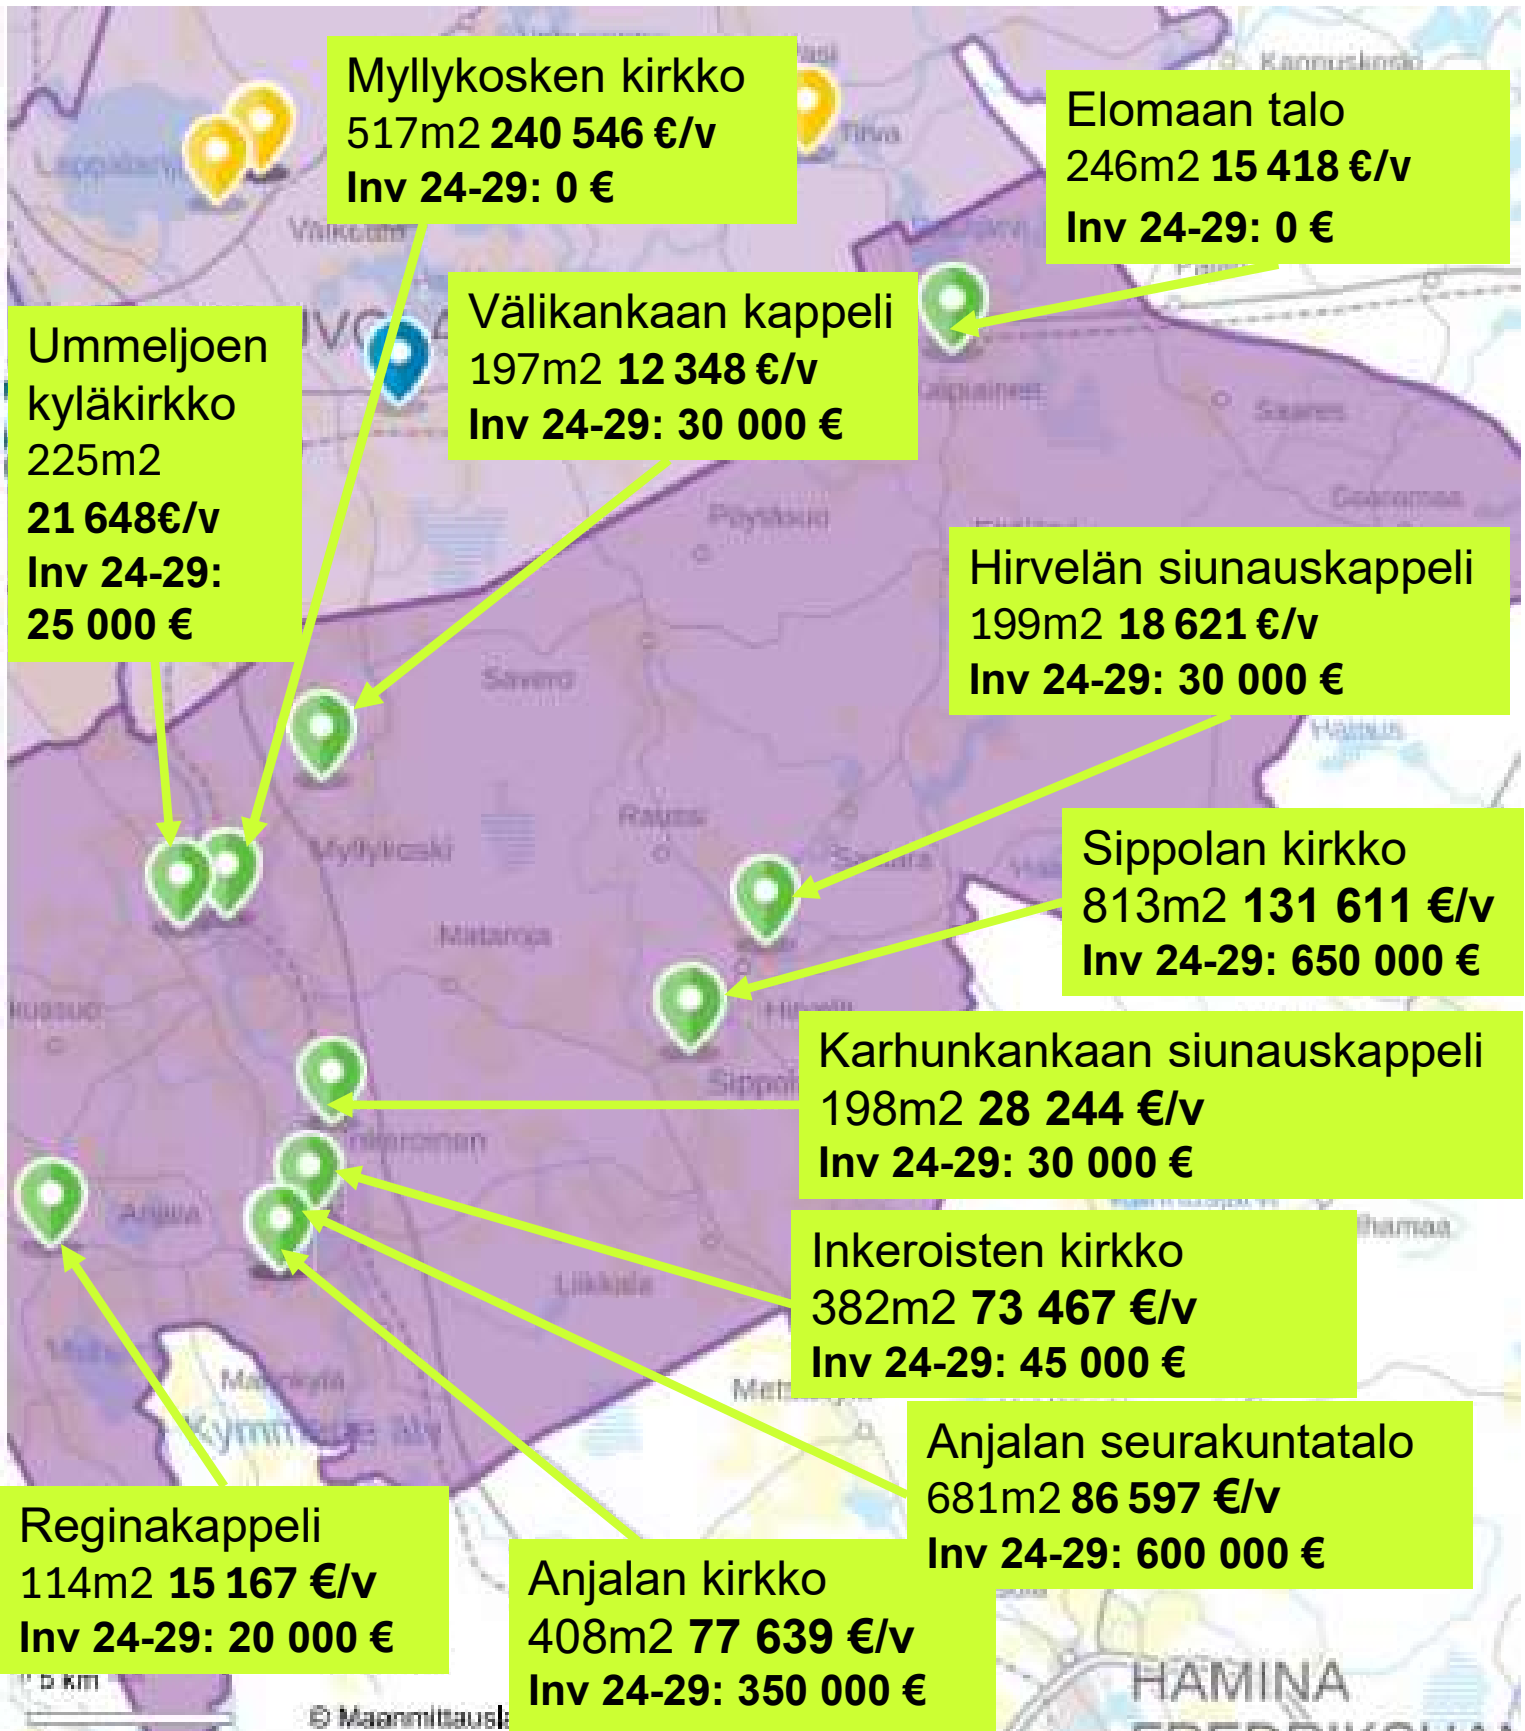 Myllykosken kirkko
517m2 240 546 €/v
Inv 24-29: 0 €
Elomaan talo
246m2 15 418 €/v
Inv 24-29: 0 €
Välikankaan kappeli
197m2 12 348 €/v
Inv 24-29: 30 000 €
Ummeljoen
kyläkirkko
225m2
21 648€/v
Inv 24-29:
25 000 €
Hirvelän siunauskappeli
199m2 18 621 €/v
Inv 24-29: 30 000 €
Sippolan kirkko
813m2 131 611 €/v
Inv 24-29: 650 000 €
Karhunkankaan siunauskappeli
198m2 28 244 €/v
Inv 24-29: 30 000 €
Inkeroisten kirkko
382m2 73 467 €/v
Inv 24-29: 45 000 €
Anjalan seurakuntatalo
681m2 86 597 €/v
Inv 24-29: 600 000 €
Reginakappeli
114m2 15 167 €/v
Inv 24-29: 20 000 €
Anjalan kirkko
408m2 77 639 €/v
Inv 24-29: 350 000 €
Tirva
Saares
Savero
Myllykoski
Matamja
Anjala
Liikkala
5 km
HAMINA